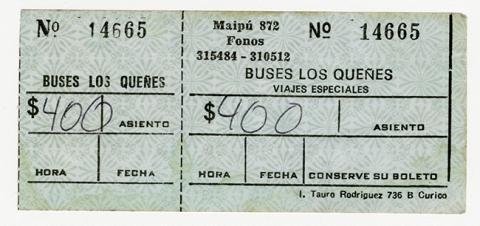 Nº 14665
BUSES LOS QUEÑES
$400 ASIENTO
HORA FECHA
Maipú 872
Fonos
315484 - 310512
Nº 14665
BUSES LOS QUEÑES
VIAJES ESPECIALES
$400 ASIENTO
HORA FECHA CONSERVE SU BOLETO
I. Tauro Rodriguez 736 B Curico